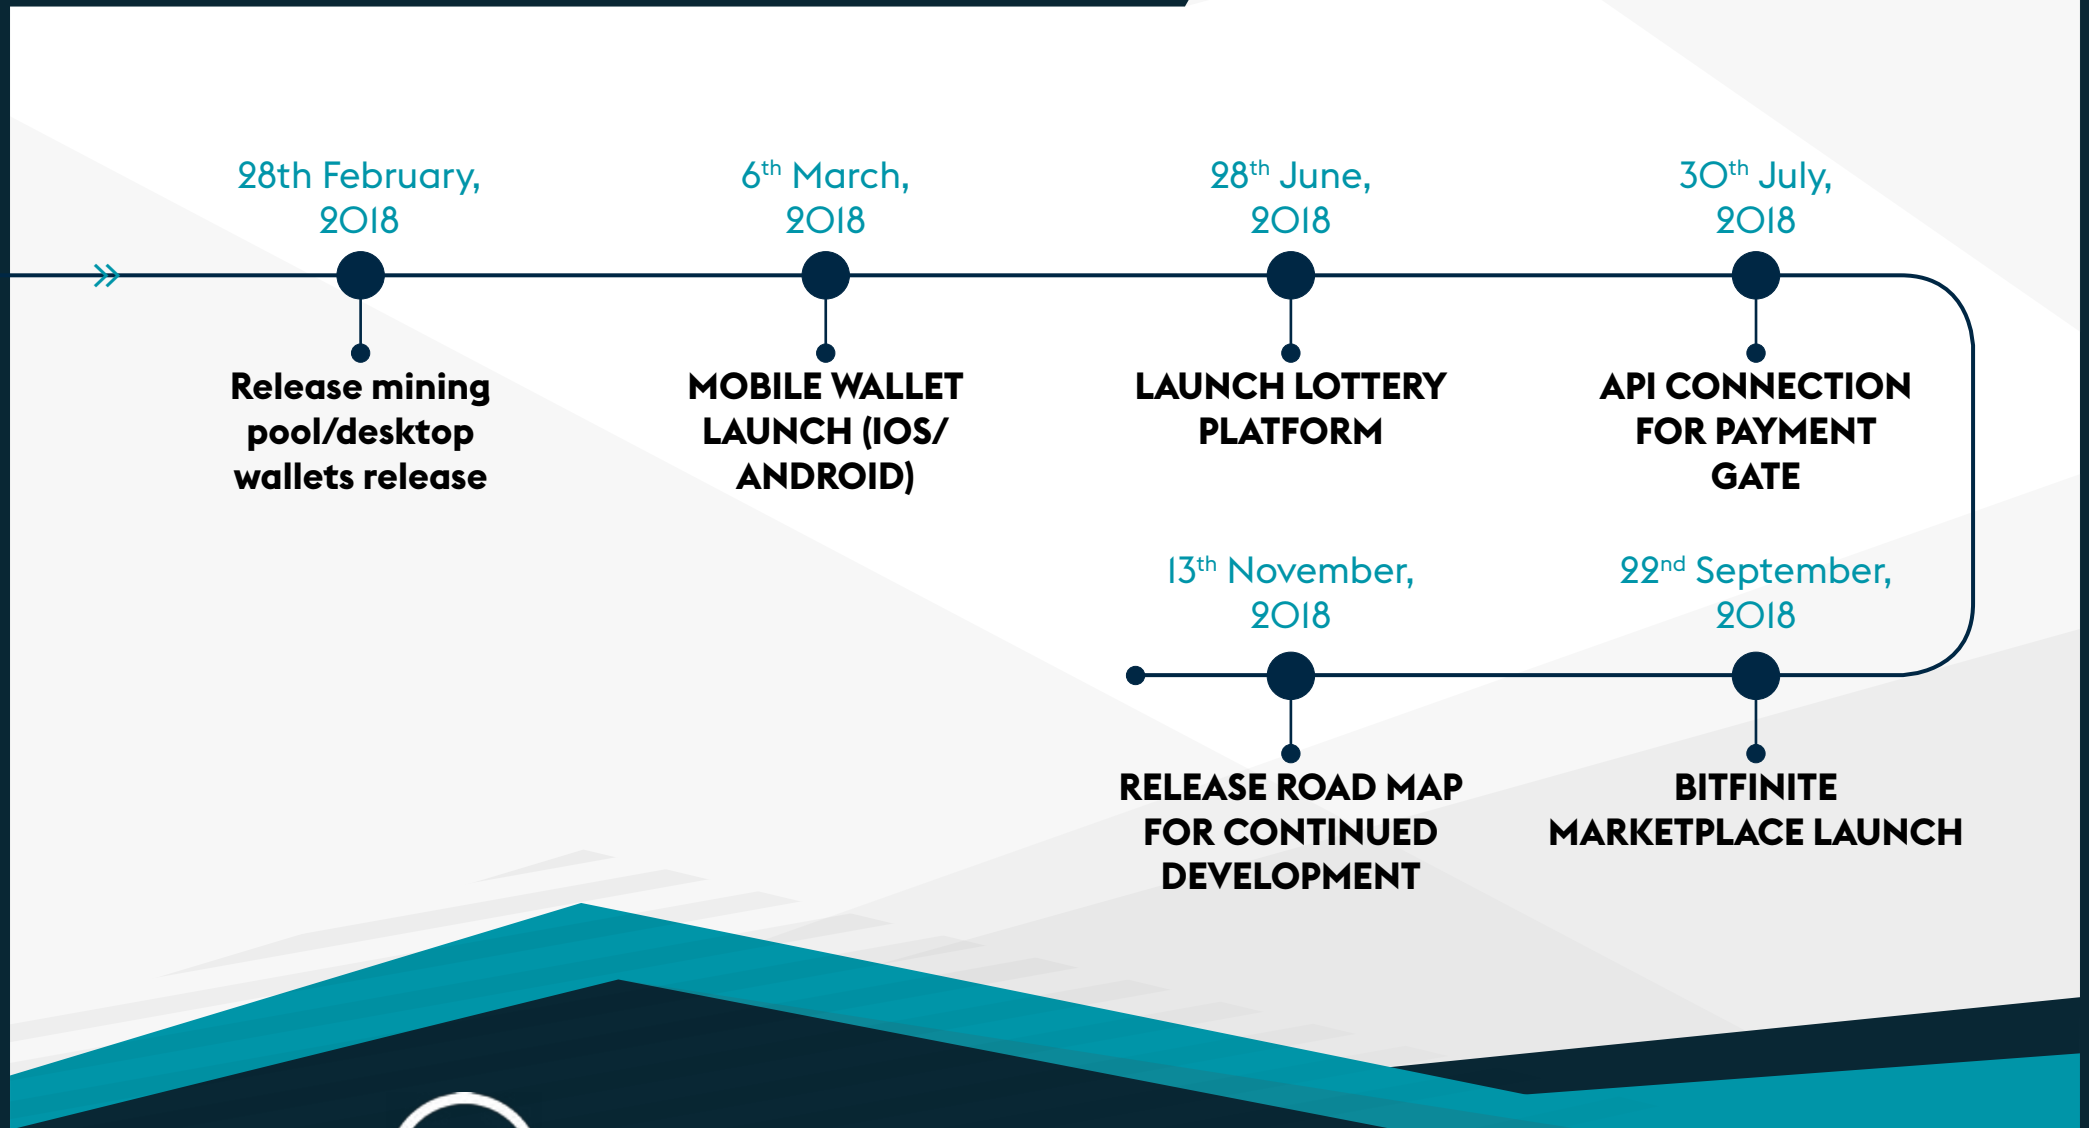 28th February,
2018
Release mining
pool/desktop
wallets release
6th March,
2018
MOBILE WALLET
LAUNCH (IOS/
ANDROID)
28th June,
2018
LAUNCH LOTTERY
PLATFORM
30th July,
2018
API CONNECTION
FOR PAYMENT
GATE
22nd September,
2018
BITFINITE
MARKETPLACE LAUNCH
13th November,
2018
RELEASE ROAD MAP
FOR CONTINUED
DEVELOPMENT